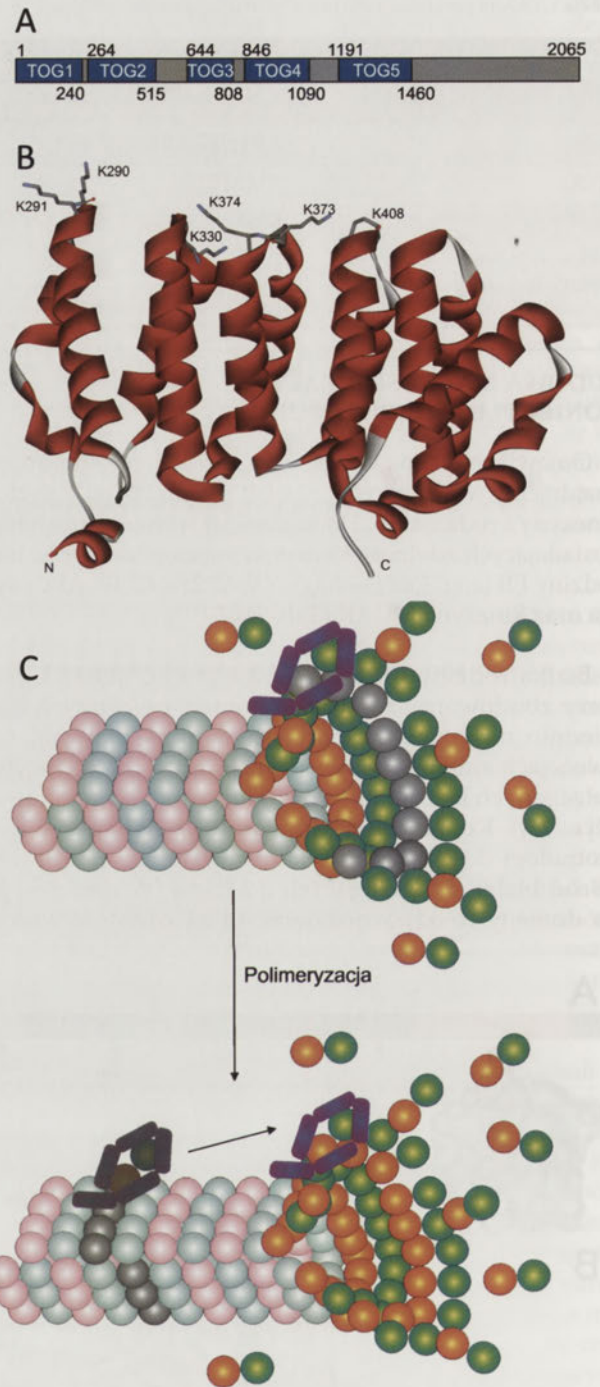 A
1 264 644 846 1191 2065
TOG1 TOG2 TOG3 TOG4 TOG5
240 515 808 1090 1460
B
K290
K291
K374
K373
K330
K408
N
C
C
Polimeryzacja
A
B